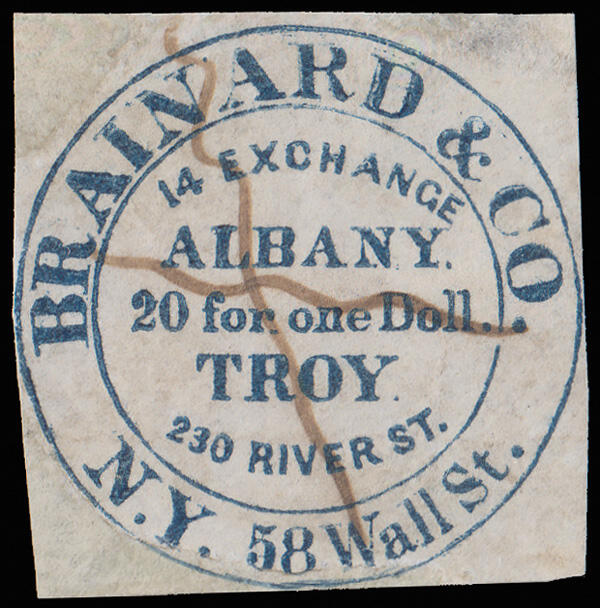 BRAINARD & CO
14 EXCHANGE
ALBANY.
20 for one Doll..
TROY.
230 RIVER ST.
N.Y. 58 Wall St.